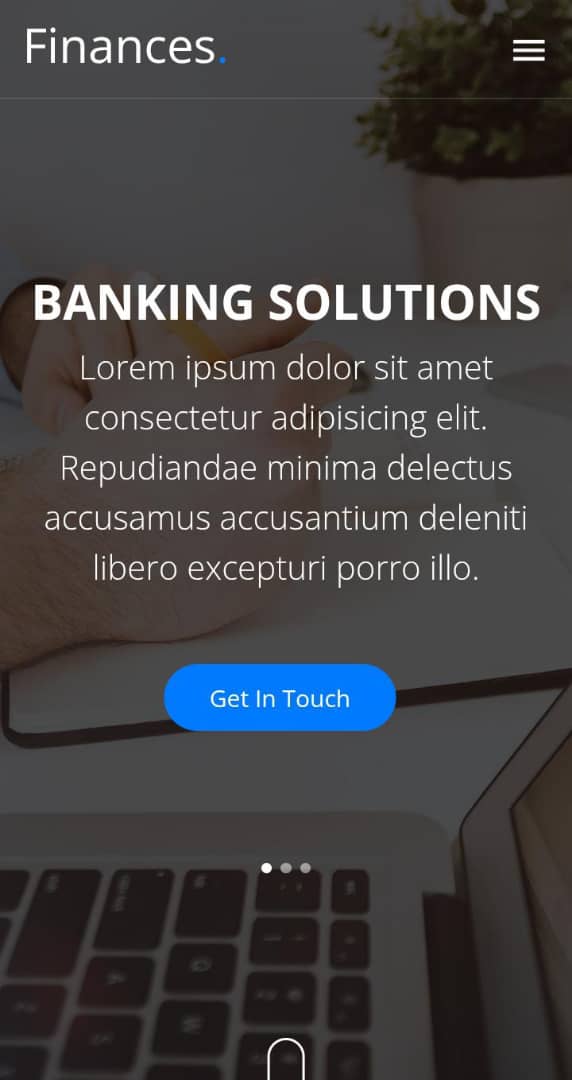 Finances.
BANKING SOLUTIONS
Lorem ipsum dolor sit amet
consectetur adipisicing elit.
Repudiandae minima delectus
accusamus accusantium deleniti
libero excepturi porro illo.
Get In Touch